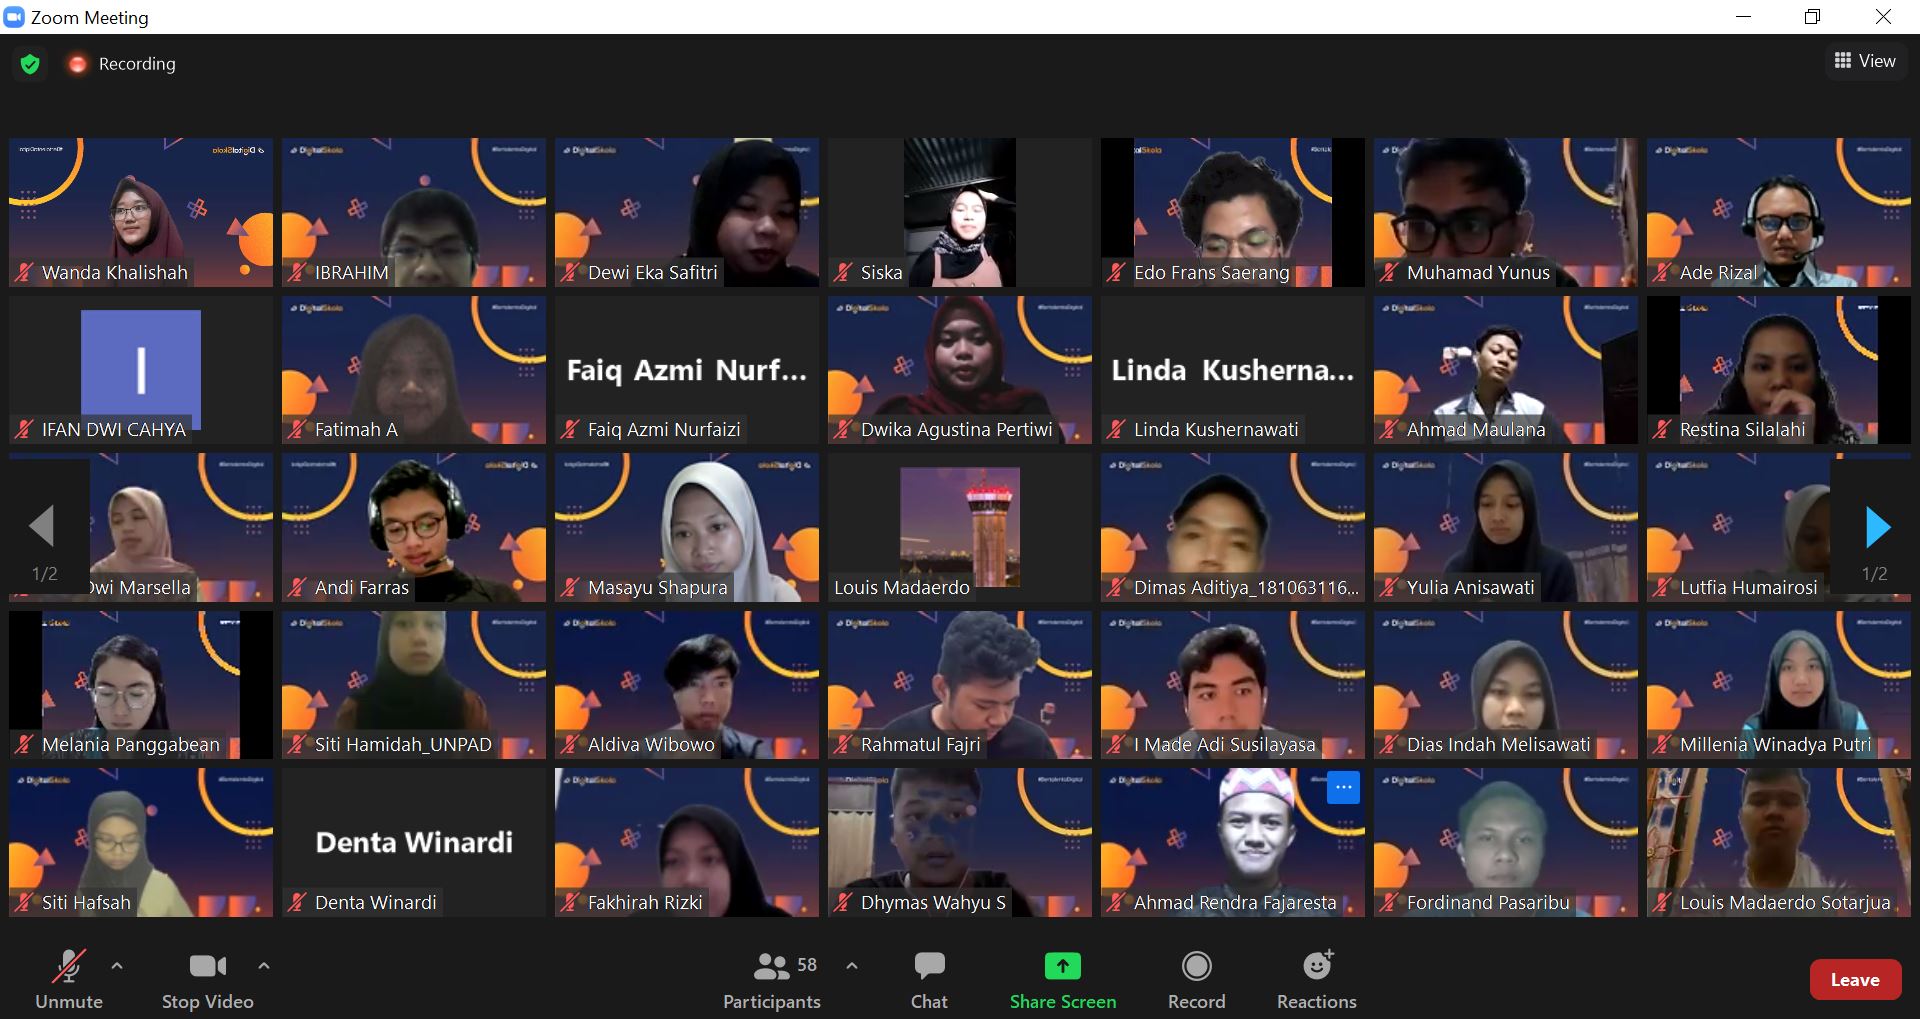 Zoom Meeting
Recording
View
Wanda Khalishah
IBRAHIM
Dewi Eka Safitri
Siska
Edo Frans Saerang
Muhamad Yunus
Ade Rizal
I
IFAN DWI CAHYA
Fatimah A
Faiq Azmi Nurf...
Faiq Azmi Nurfaizi
Dwika Agustina Pertiwi
Linda Kusherna...
Linda Kushernawati
Ahmad Maulana
Restina Silalahi
1/2
Dwi Marsella
Andi Farras
Masayu Shapura
Louis Madaerdo
Dimas Aditiya_181063116...
Yulia Anisawati
Lutfia Humairosi
1/2
Melania Panggabean
Siti Hamidah_UNPAD
Aldiva Wibowo
Rahmatul Fajri
I Made Adi Susilayasa
Dias Indah Melisawati
Millenia Winadya Putri
Siti Hafsah
Denta Winardi
Denta Winardi
Fakhirah Rizki
Dhymas Wahyu S
Ahmad Rendra Fajaresta
Fordinand Pasaribu
Louis Madaerdo Sotarjua
Unmute
Stop Video
58
Participants
Chat
Share Screen
Record
Reactions
Leave